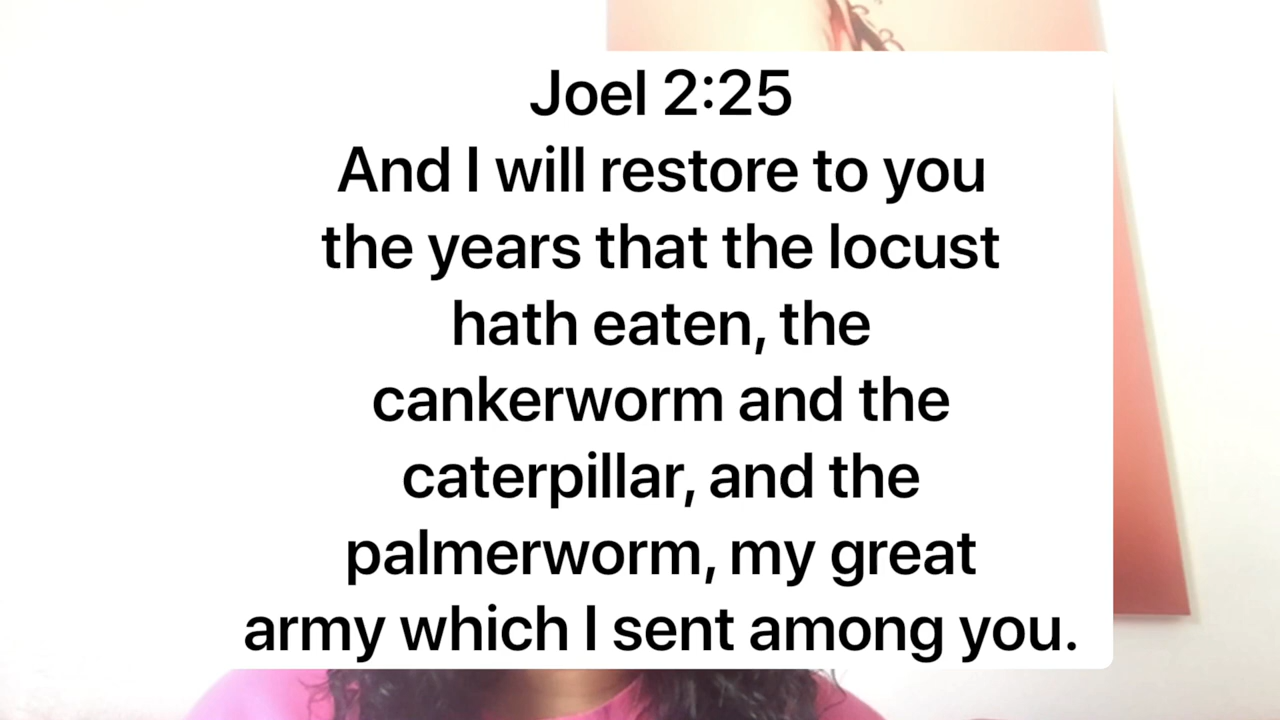 Joel 2:25
And I will restore to you
the years that the locust
hath eaten, the
cankerworm and the
caterpillar, and the
palmerworm, my great
army which I sent among you.